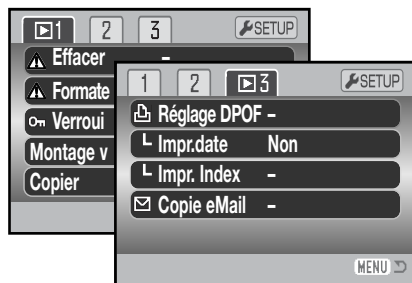 1 2 3 SETUP
Effacer –
Formate
Verroui
Montage v
Copier
1 2 3 SETUP
Réglage DPOF –
Impr.date Non
Impr. Index –
Copie eMail –
MENU